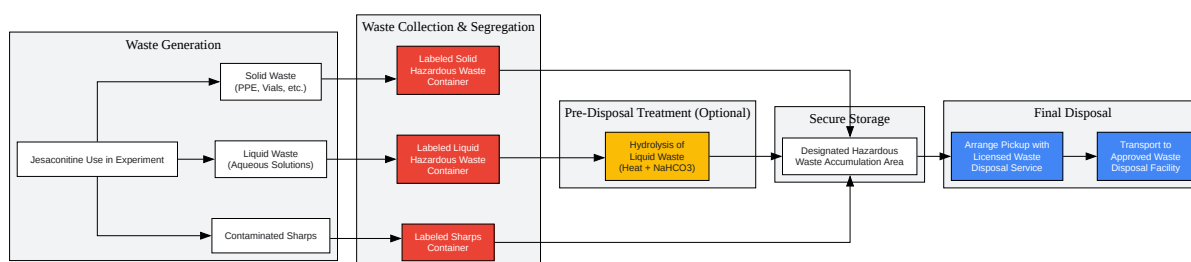 Waste Generation
Jesaconitine Use in Experiment
Solid Waste
(PPE, Vials, etc.)
Liquid Waste
(Aqueous Solutions)
Contaminated Sharps
Waste Collection & Segregation
Labeled Solid
Hazardous Waste
Container
Labeled Liquid
Hazardous Waste
Container
Labeled Sharps
Container
Pre-Disposal Treatment (Optional)
Hydrolysis of
Liquid Waste
(Heat + NaHCO3)
Secure Storage
Designated Hazardous
Waste Accumulation Area
Final Disposal
Arrange Pickup with
Licensed Waste
Disposal Service
Transport to
Approved Waste
Disposal Facility